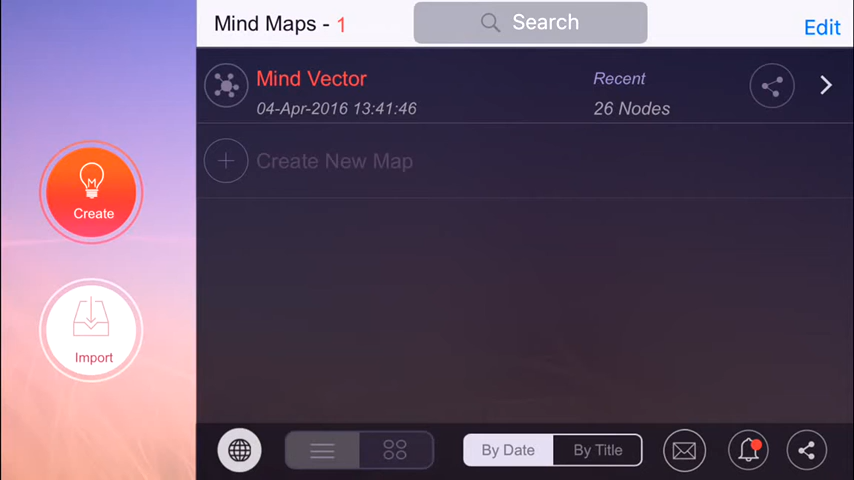 Mind Maps - 1
Search
Edit
Mind Vector
Recent
04-Apr-2016 13:41:46
26 Nodes
Create New Map
M
Create
Import
By Date
By Title